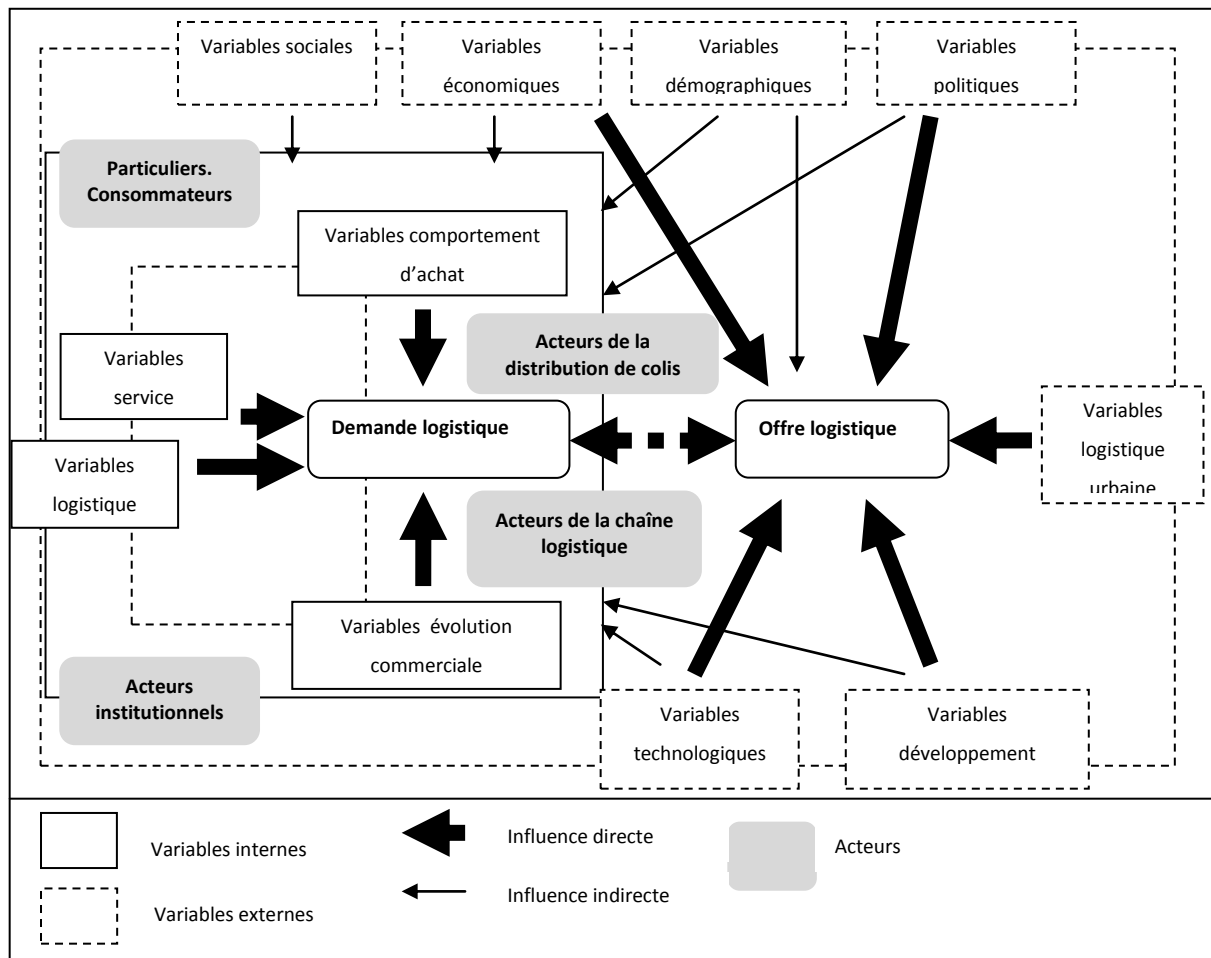 Variables sociales
Variables
économiques
Variables
démographiques
Variables
politiques
Particuliers.
Consommateurs
Variables comportement
d’achat
Acteurs de la
distribution de colis
Variables
service
Demande logistique
Offre logistique
Variables
logistique
urbaine
Variables
logistique
Acteurs de la chaîne
logistique
Variables évolution
commerciale
Acteurs
institutionnels
Variables
technologiques
Variables
développement
Variables internes
Influence directe
Acteurs
Influence indirecte
Variables externes